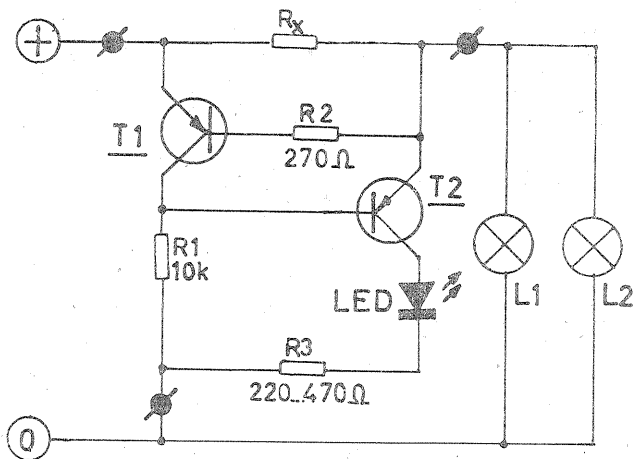 +
Rx
T1
R2
270Ω
T2
R1
10k
LED
L1
L2
R3
220...470Ω
0